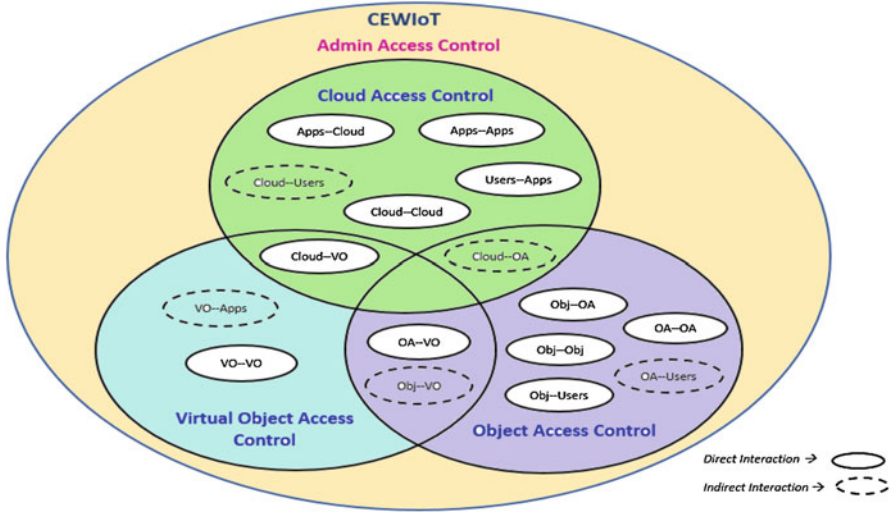 CEWIoT
Admin Access Control
Cloud Access Control
Apps--Cloud
Apps--Apps
Cloud--Users
Users--Apps
Cloud--Cloud
Cloud--VO
Cloud--OA
VO--Apps
Obj--OA
OA--OA
OA--VO
Obj--Obj
VO--VO
Obj--VO
OA--Users
Obj--Users
Virtual Object Access
Control
Object Access Control
Direct Interaction →
Indirect Interaction →